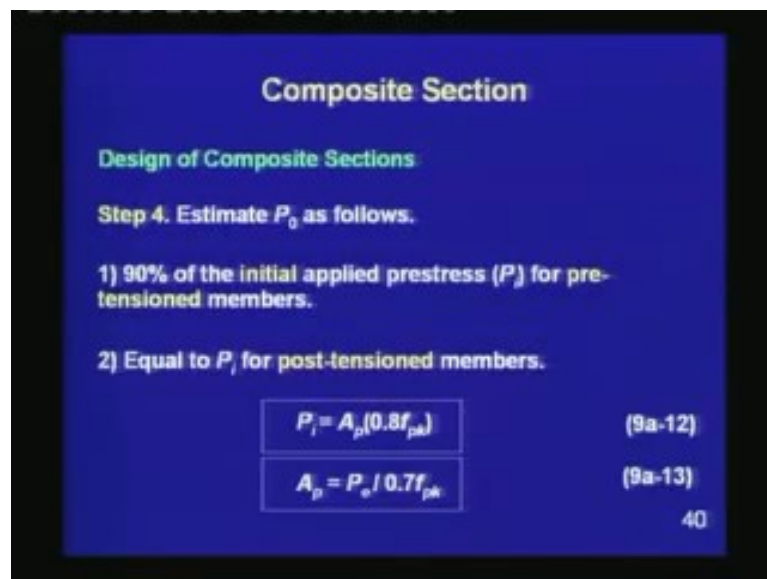 Composite Section
Design of Composite Sections
Step 4. Estimate P₀ as follows.
1) 90% of the initial applied prestress (Pᵢ) for pre-
tensioned members.
2) Equal to Pᵢ for post-tensioned members.
Pᵢ = Aₚ(0.8fₚₖ) (9a-12)
Aₚ = Pₑ / 0.7fₚₖ (9a-13)
40